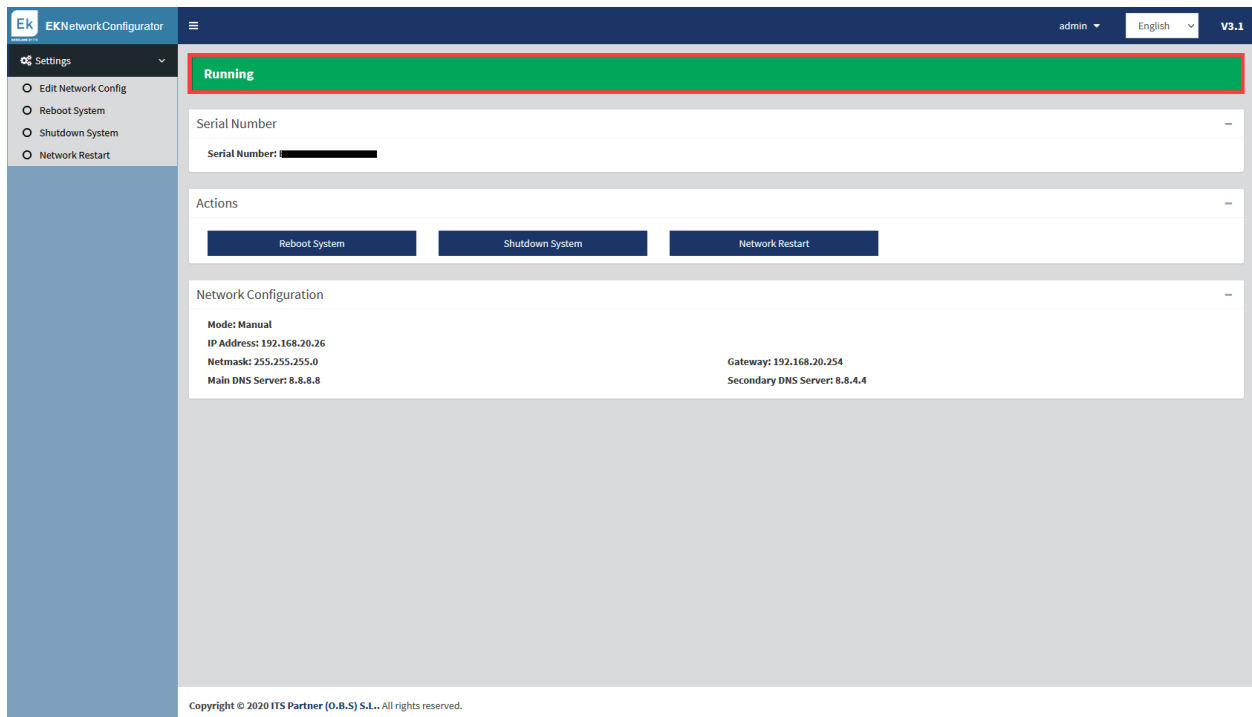 Ek EKNetworkConfigurator
admin English V3.1
Settings
Edit Network Config
Reboot System
Shutdown System
Network Restart
Running
Serial Number
Serial Number:
Actions
Reboot System Shutdown System Network Restart
Network Configuration
Mode: Manual
IP Address: 192.168.20.26
Netmask: 255.255.255.0 Gateway: 192.168.20.254
Main DNS Server: 8.8.8.8 Secondary DNS Server: 8.8.4.4
Copyright © 2020 ITS Partner (O.B.S) S.L.. All rights reserved.